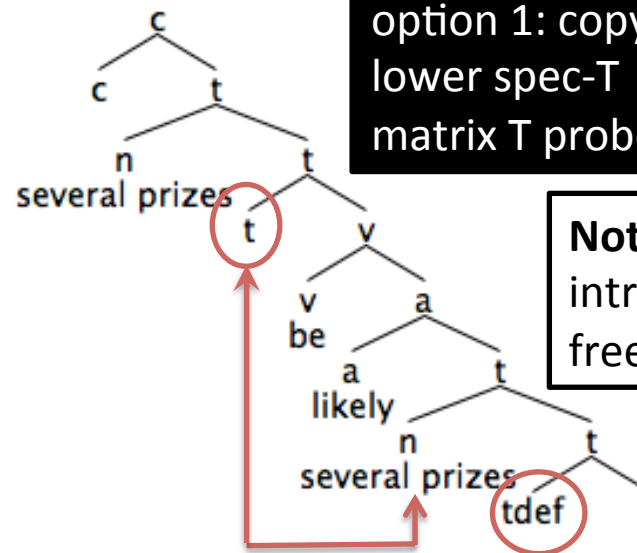 option 1: copy
lower spec-T
matrix T prob
c
c t
n t
several prizes
t v
Not
intr
free
v a
be
a t
likely
n t
several prizes
tdef